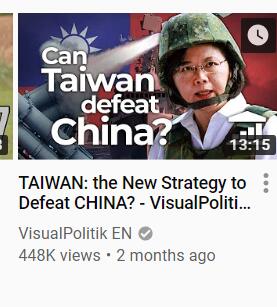 Can
Taiwan
defeat
China?
13:15
TAIWAN: the New Strategy to
Defeat CHINA? - VisualPoliti...
VisualPolitik EN
448K views • 2 months ago